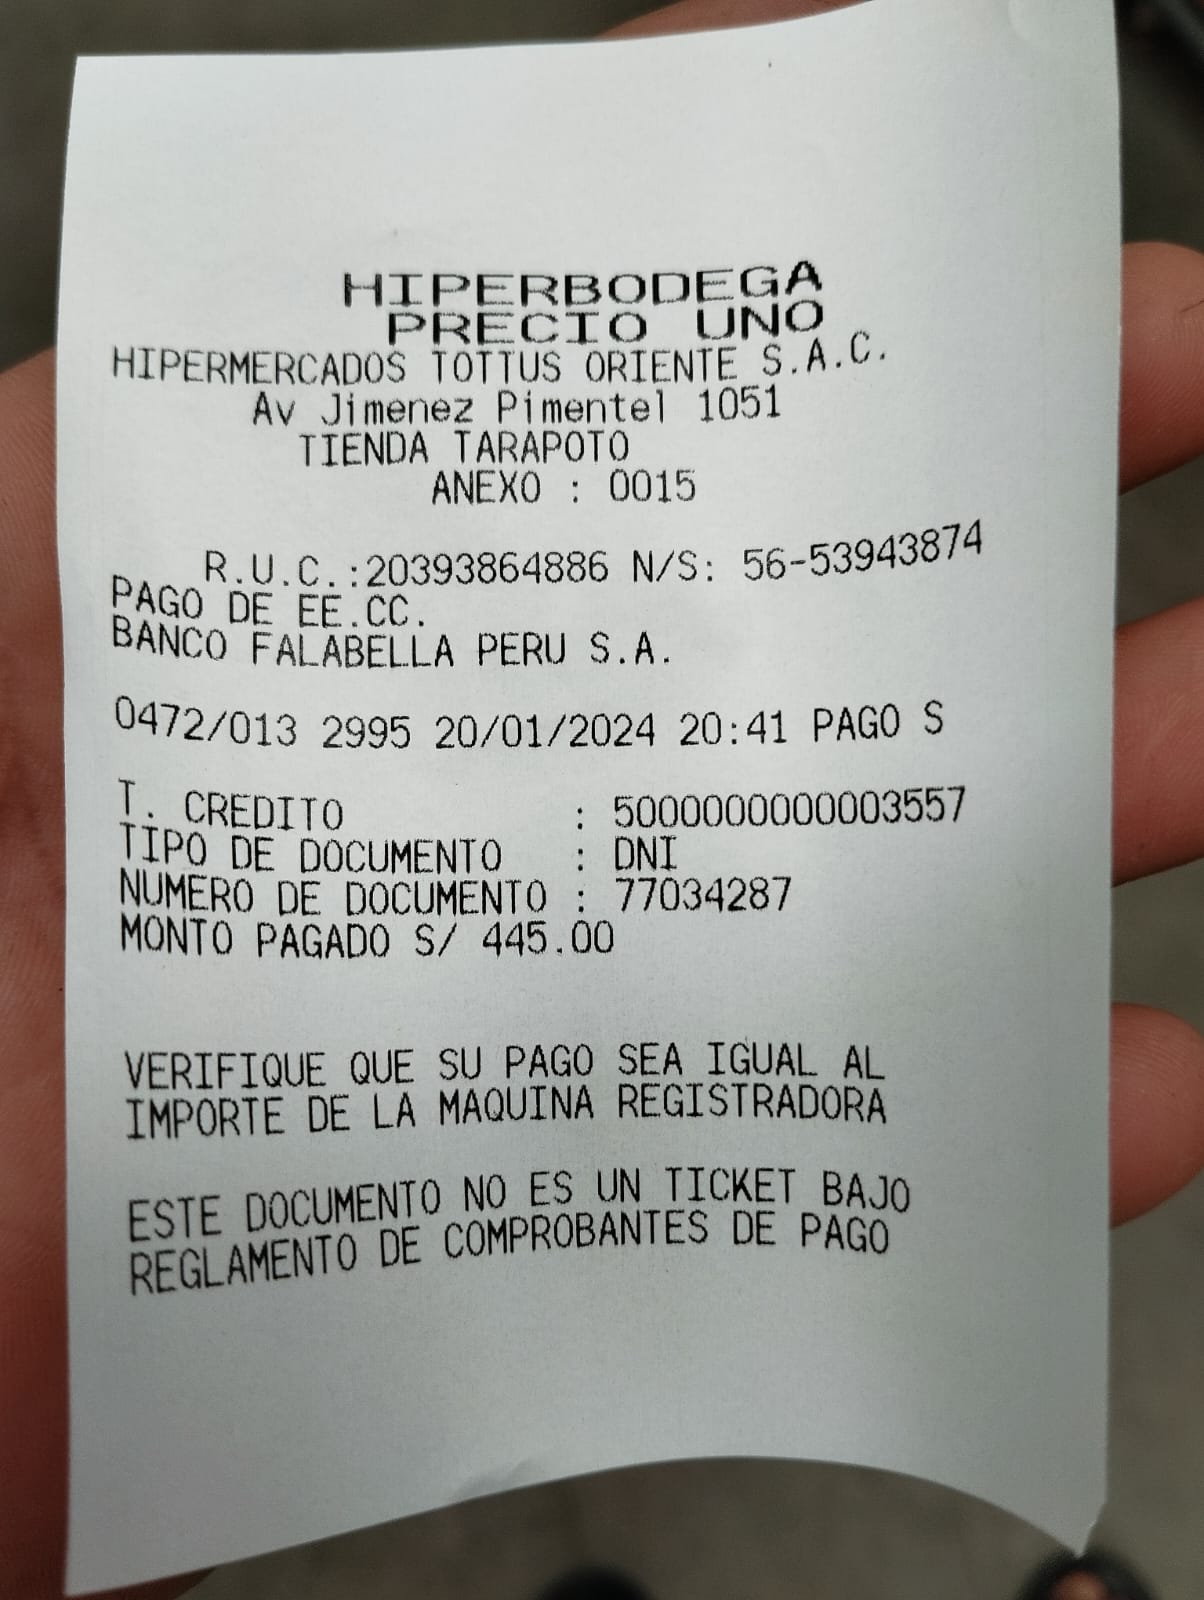 HIPERBODEGA
PRECIO UNO
HIPERMERCADOS TOTTUS ORIENTE S.A.C.
Av Jimenez Pimentel 1051
TIENDA TARAPOTO
ANEXO : 0015
R.U.C.:20393864886 N/S: 56-53943874
PAGO DE EE.CC.
BANCO FALABELLA PERU S.A.
0472/013 2995 20/01/2024 20:41 PAGO S
T. CREDITO : 5000000000003557
TIPO DE DOCUMENTO : DNI
NUMERO DE DOCUMENTO : 77034287
MONTO PAGADO S/ 445.00
VERIFIQUE QUE SU PAGO SEA IGUAL AL
IMPORTE DE LA MAQUINA REGISTRADORA
ESTE DOCUMENTO NO ES UN TICKET BAJO
REGLAMENTO DE COMPROBANTES DE PAGO